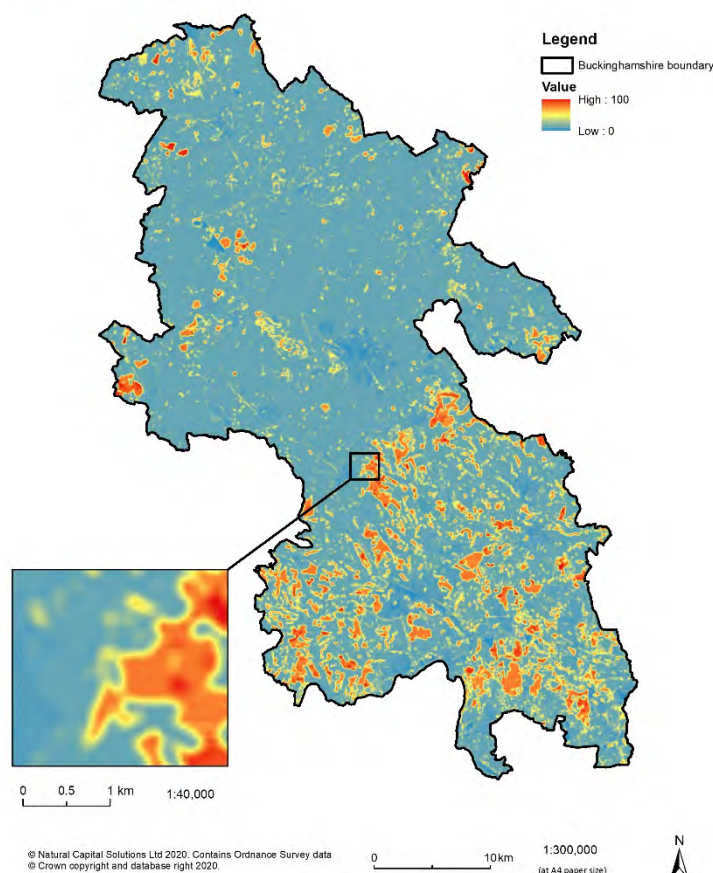 Legend
Buckinghamshire boundary
Value
High : 100
Low : 0
0 0.5 1 km 1:40,000
© Natural Capital Solutions Ltd 2020. Contains Ordnance Survey data
© Crown copyright and database right 2020.
0 10 km
1:300,000
(at A4 paper size)
N